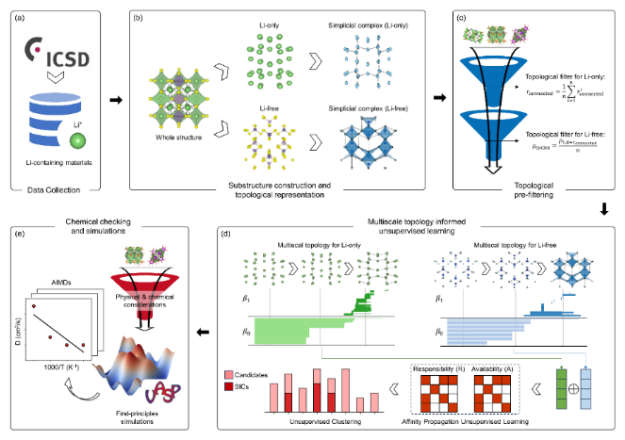 (a)
ICSD
Li⁺
Li-containing materials
Data Collection
(b)
Li-only
Simplicial complex (Li-only)
Whole structure
Li-free
Simplicial complex (Li-free)
Substructure construction and
topological representation
(c)
Topological filter for Li-only:
Topological filter for Li-free:
Topological
pre-filtering
Chemical checking
and simulations
(e)
Physical & chemical
considerations
AIMDs
D (cm²/s)
1000/T (K⁻¹)
VASP
First-principles
simulations
Multiscale topology informed
unsupervised learning
(d)
Multiscal topology for Li-only
Multiscal topology for Li-free
β₁
β₀
β₁
β₀
Candidates
SICs
Unsupervised Clustering
Responsibility (R)
Availability (A)
Affinity Propagation Unsupervised Learning